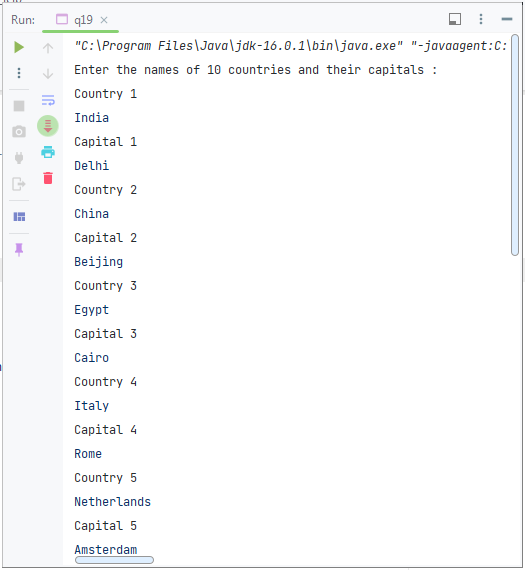 Run: q19
"C:\Program Files\Java\jdk-16.0.1\bin\java.exe" "-javaagent:C:
Enter the names of 10 countries and their capitals :
Country 1
India
Capital 1
Delhi
Country 2
China
Capital 2
Beijing
Country 3
Egypt
Capital 3
Cairo
Country 4
Italy
Capital 4
Rome
Country 5
Netherlands
Capital 5
Amsterdam